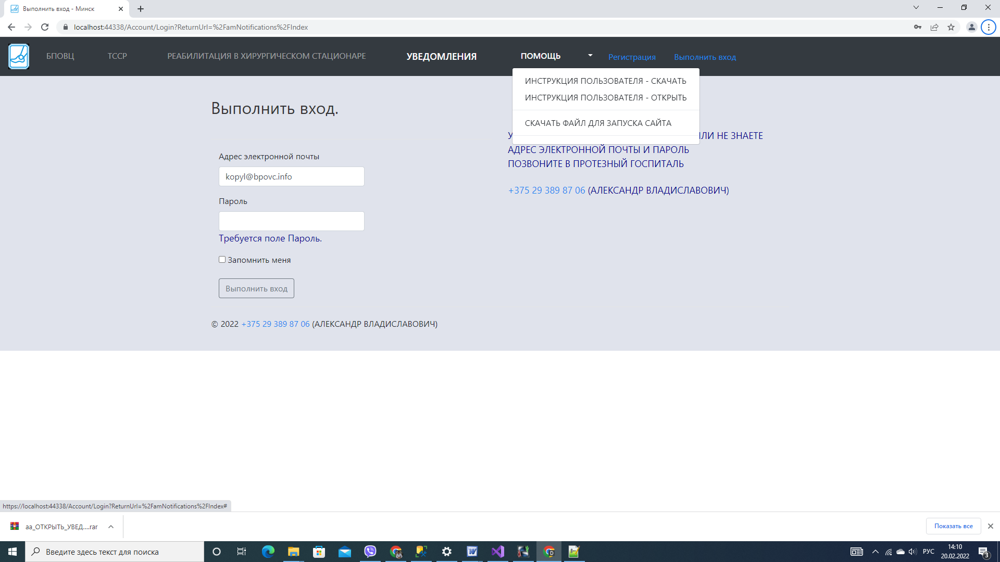 Выполнить вход - Минск
localhost:44338/Account/Login?ReturnUrl=%2FamNotifications%2FIndex
БПОВЦ ТССР РЕАБИЛИТАЦИЯ В ХИРУРГИЧЕСКОМ СТАЦИОНАРЕ УВЕДОМЛЕНИЯ ПОМОЩЬ Регистрация Выполнить вход
ИНСТРУКЦИЯ ПОЛЬЗОВАТЕЛЯ - СКАЧАТЬ
ИНСТРУКЦИЯ ПОЛЬЗОВАТЕЛЯ - ОТКРЫТЬ
СКАЧАТЬ ФАЙЛ ДЛЯ ЗАПУСКА САЙТА
Выполнить вход.
НЕ ЗНАЕТЕ
АДРЕС ЭЛЕКТРОННОЙ ПОЧТЫ И ПАРОЛЬ
ПОЗВОНИТЕ В ПРОТЕЗНЫЙ ГОСПИТАЛЬ
+375 29 389 87 06 (АЛЕКСАНДР ВЛАДИСЛАВОВИЧ)
Адрес электронной почты
kopyl@bpovc.info
Пароль
Требуется поле Пароль.
Запомнить меня
Выполнить вход
© 2022 +375 29 389 87 06 (АЛЕКСАНДР ВЛАДИСЛАВОВИЧ)
https://localhost:44338/Account/Login?ReturnUrl=%2FamNotifications%2FIndex#
аа_ОТКРЫТЬ_УВЕД....rar
Показать все
Введите здесь текст для поиска
РУС
14:10
20.02.2022
3